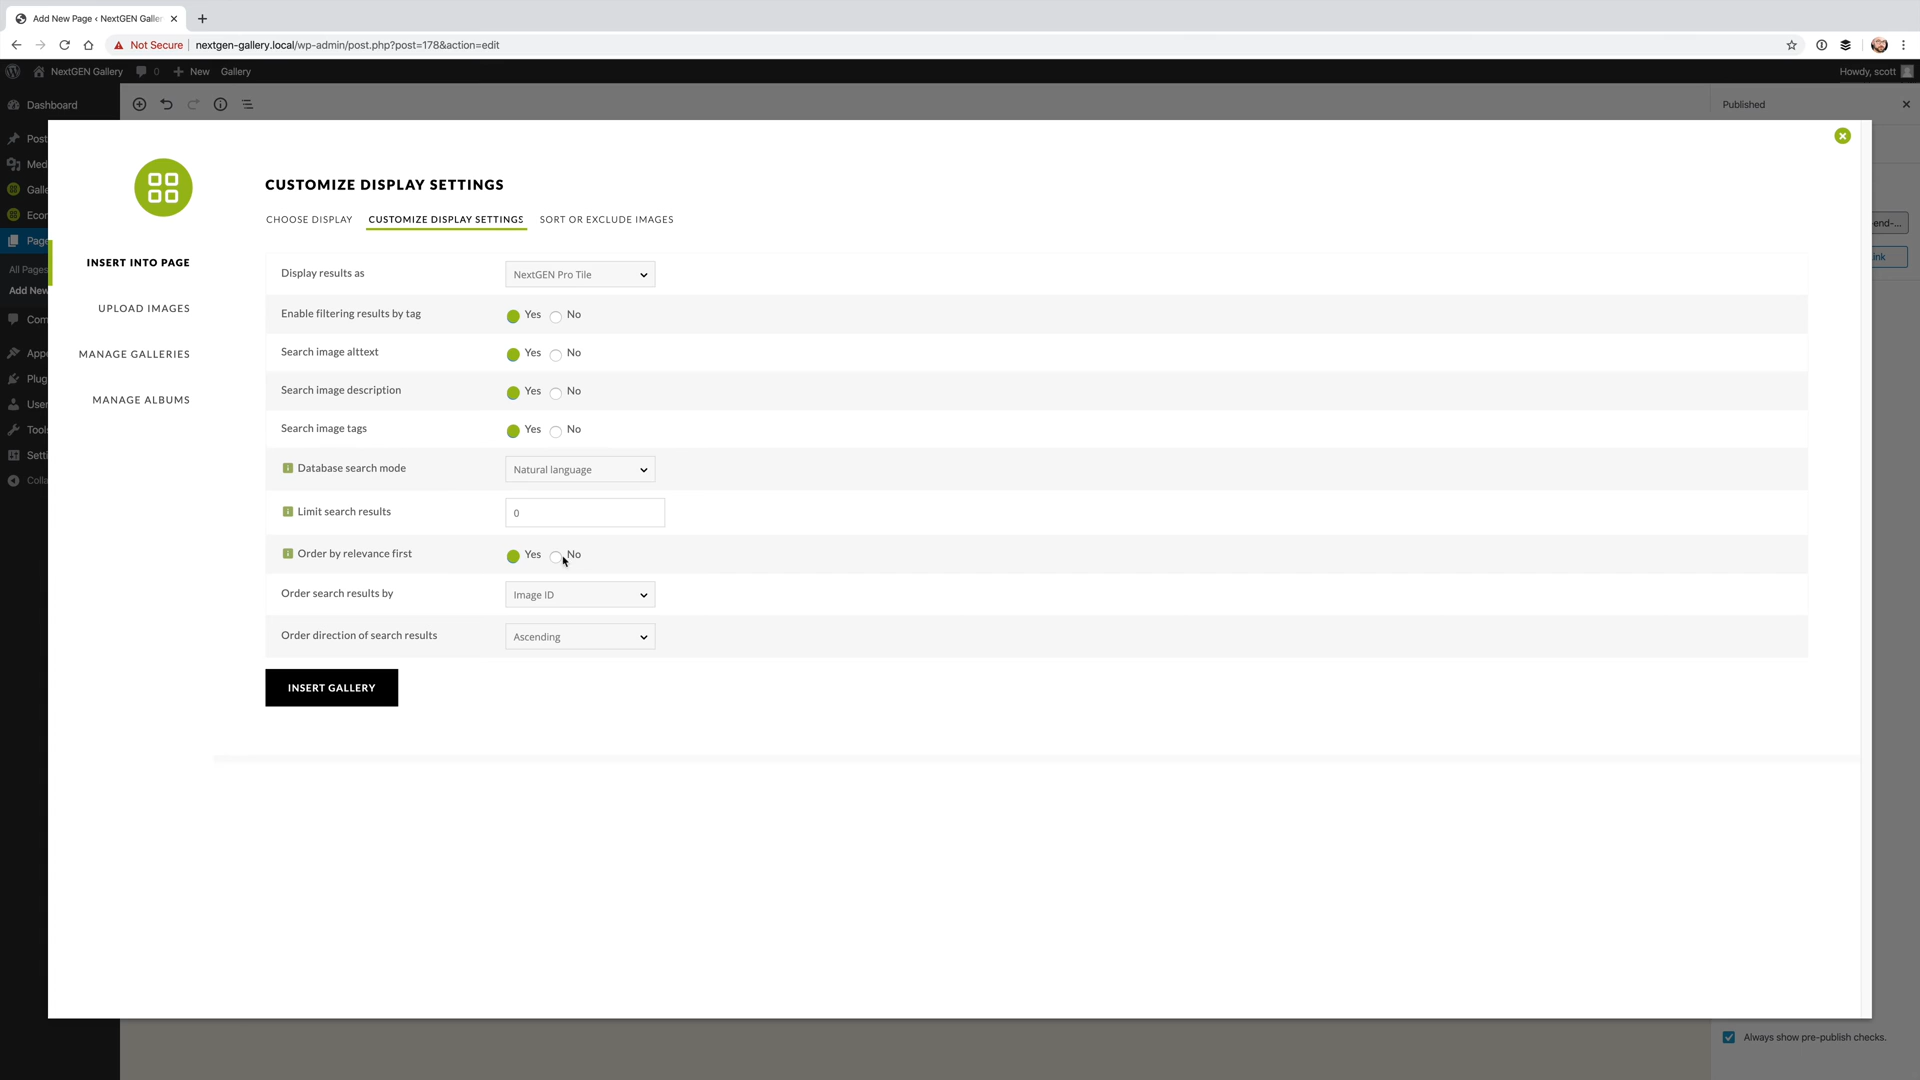 Add New Page ‹ NextGEN Galler
Not Secure
nextgen-gallery.local/wp-admin/post.php?post=178&action=edit
NextGEN Gallery 0 New Gallery
Howdy, scott
Dashboard
Published
Post
Med
Galle
Econ
Page
All Pages
Add New
Com
Appe
Plug
User
Tools
Setti
Colla
end-...
ink
CUSTOMIZE DISPLAY SETTINGS
CHOOSE DISPLAY CUSTOMIZE DISPLAY SETTINGS SORT OR EXCLUDE IMAGES
INSERT INTO PAGE
UPLOAD IMAGES
MANAGE GALLERIES
MANAGE ALBUMS
Display results as NextGEN Pro Tile
Enable filtering results by tag Yes No
Search image alttext Yes No
Search image description Yes No
Search image tags Yes No
Database search mode Natural language
Limit search results 0
Order by relevance first Yes No
Order search results by Image ID
Order direction of search results Ascending
INSERT GALLERY
Always show pre-publish checks.